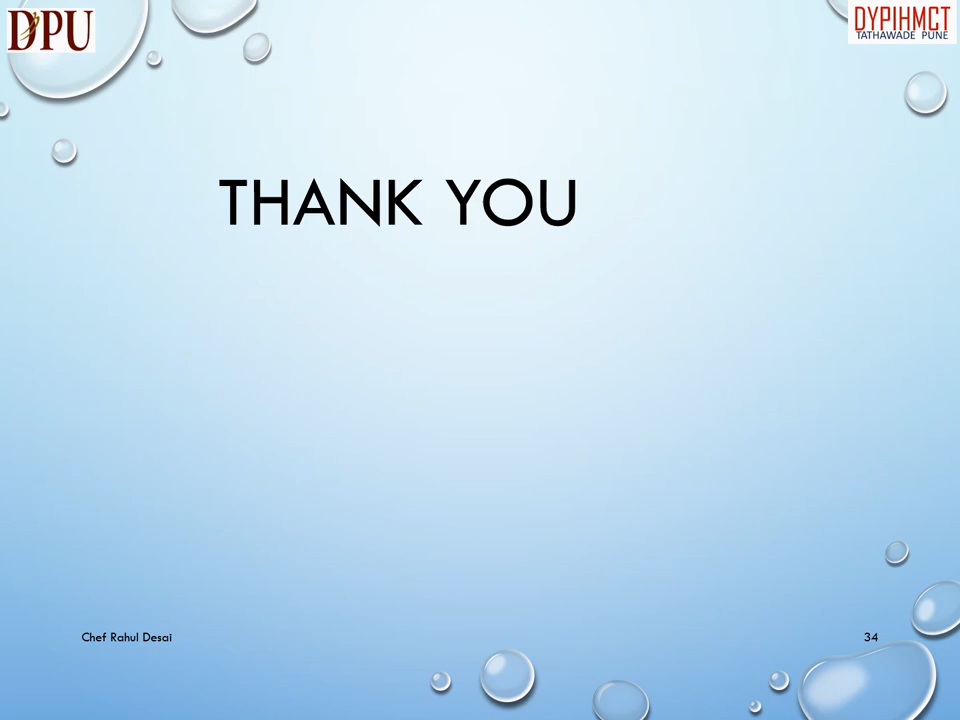 DPU
DYPIHMCT
TATHAWADE PUNE
THANK YOU
Chef Rahul Desai
34